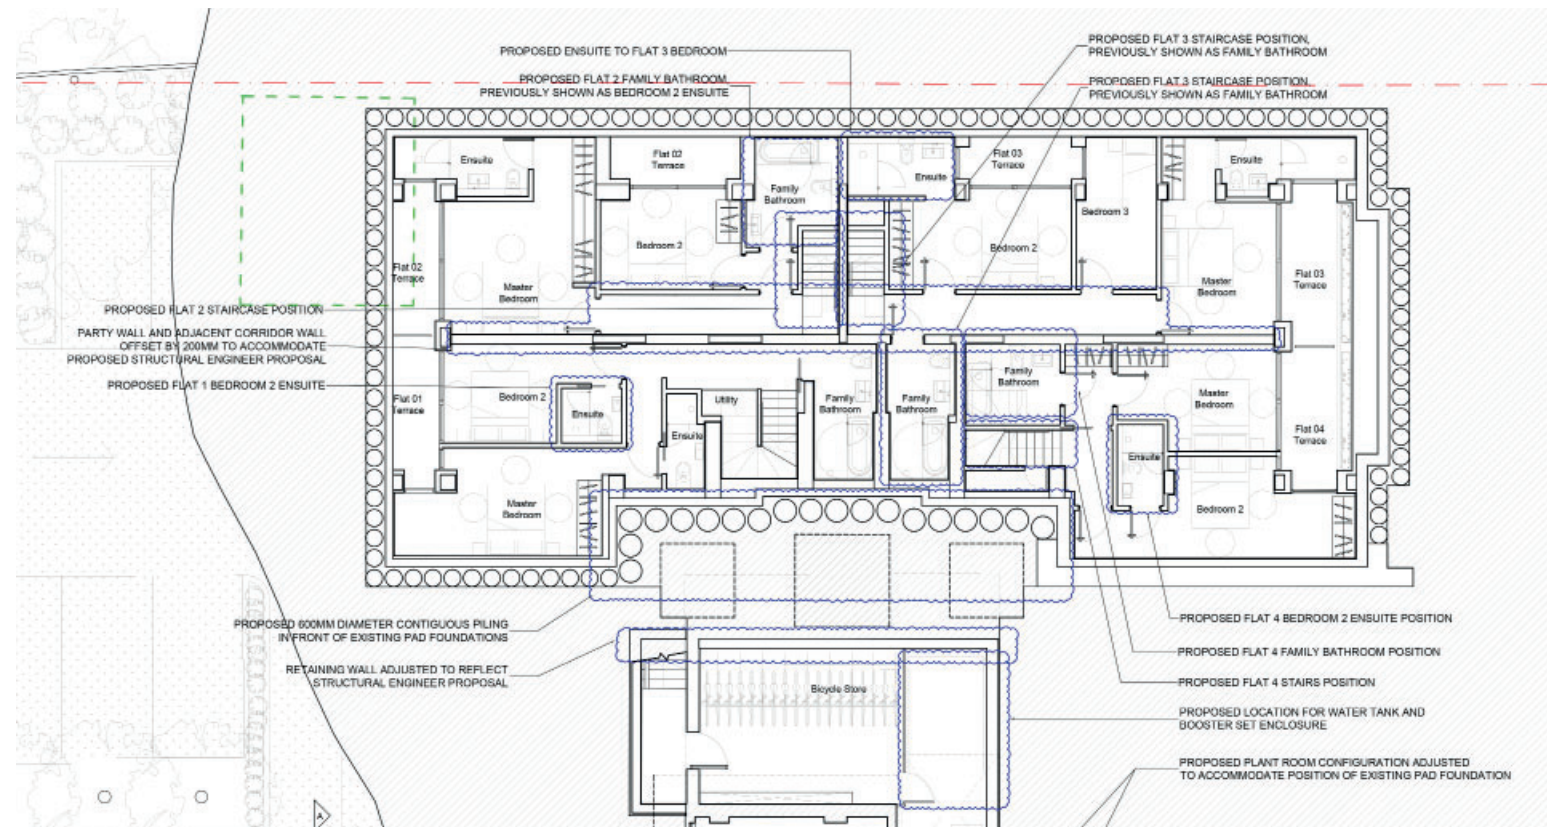 PROPOSED ENSUITE TO FLAT 3 BEDROOM
PROPOSED FLAT 2 FAMILY BATHROOM,
PREVIOUSLY SHOWN AS BEDROOM 2 ENSUITE
PROPOSED FLAT 3 STAIRCASE POSITION,
PREVIOUSLY SHOWN AS FAMILY BATHROOM
PROPOSED FLAT 3 STAIRCASE POSITION,
PREVIOUSLY SHOWN AS FAMILY BATHROOM
Ensuite
Flat 02
Terrace
Family
Bathroom
Ensuite
Flat 03
Terrace
Bedroom 3
Ensuite
Bedroom 2
Bedroom 2
Flat 02
Terrace
Master
Bedroom
Master
Bedroom
Flat 03
Terrace
PROPOSED FLAT 2 STAIRCASE POSITION
PARTY WALL AND ADJACENT CORRIDOR WALL
OFFSET BY 200MM TO ACCOMMODATE
PROPOSED STRUCTURAL ENGINEER PROPOSAL
PROPOSED FLAT 1 BEDROOM 2 ENSUITE
Flat 01
Terrace
Bedroom 2
Ensuite
Ensuite
Utility
Family
Bathroom
Family
Bathroom
Family
Bathroom
Master
Bedroom
Flat 04
Terrace
Ensuite
Master
Bedroom
Bedroom 2
PROPOSED 600MM DIAMETER CONTIGUOUS PILING
IN FRONT OF EXISTING PAD FOUNDATIONS
RETAINING WALL ADJUSTED TO REFLECT
STRUCTURAL ENGINEER PROPOSAL
Bicycle Store
PROPOSED FLAT 4 BEDROOM 2 ENSUITE POSITION
PROPOSED FLAT 4 FAMILY BATHROOM POSITION
PROPOSED FLAT 4 STAIRS POSITION
PROPOSED LOCATION FOR WATER TANK AND
BOOSTER SET ENCLOSURE
PROPOSED PLANT ROOM CONFIGURATION ADJUSTED
TO ACCOMMODATE POSITION OF EXISTING PAD FOUNDATION
A